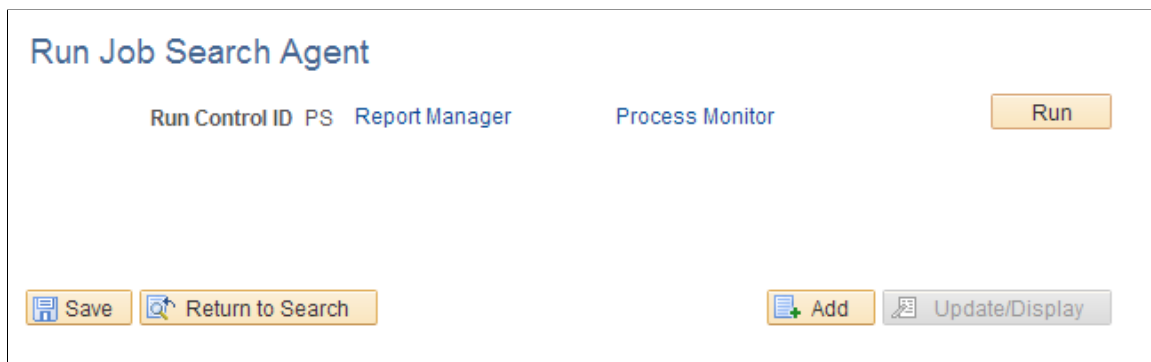 Run Job Search Agent
Run Control ID PS Report Manager Process Monitor Run
Save Return to Search Add Update/Display